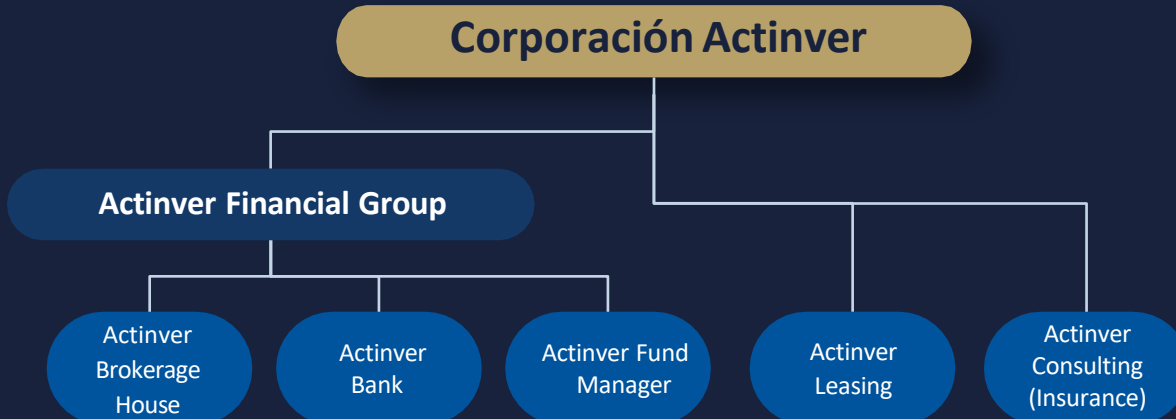 Corporación Actinver
Actinver Financial Group
Actinver
Brokerage
House
Actinver
Bank
Actinver Fund
Manager
Actinver
Leasing
Actinver
Consulting
(Insurance)